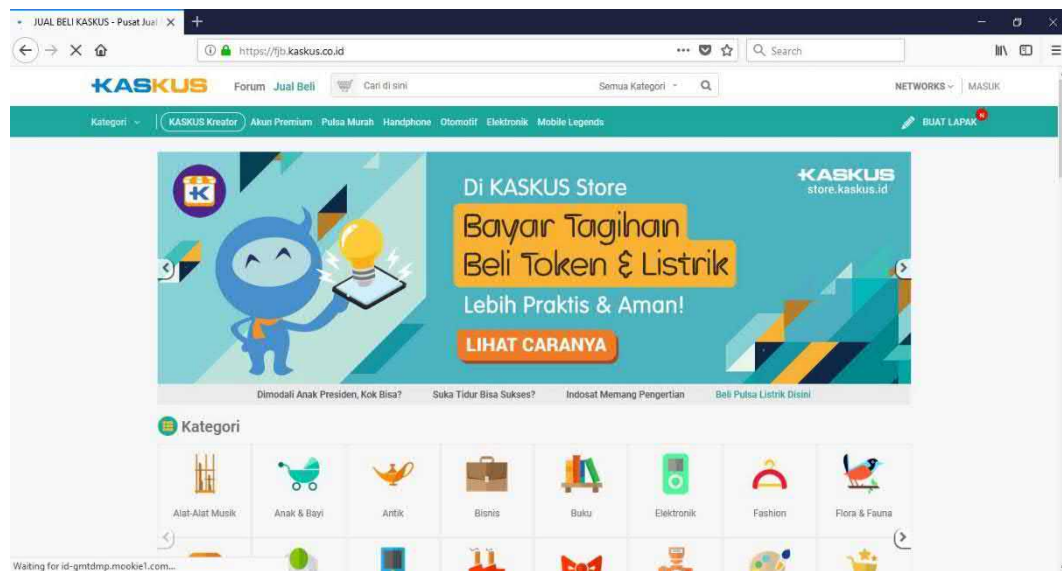 JUAL BELI KASKUS - Pusat Jual
https://fjb.kaskus.co.id
Search
KASKUS
Forum
Jual Beli
Cari di sini
Semua Kategori
NETWORKS
MASUK
Kategori
KASKUS Kreator
Akun Premium
Pulsa Murah
Handphone
Otomotif
Elektronik
Mobile Legends
BUAT LAPAK
N
K
Di KASKUS Store
Bayar Tagihan
Beli Token & Listrik
Lebih Praktis & Aman!
LIHAT CARANYA
KASKUS
store.kaskus.id
Dimodali Anak Presiden, Kok Bisa?
Suka Tidur Bisa Sukses?
Indosat Memang Pengertian
Beli Pulsa Listrik Disini
Kategori
Alat-Alat Musik
Anak & Bayi
Antik
Bisnis
Buku
Elektronik
Fashion
Flora & Fauna
Waiting for id-gmtdmp.mookie1.com...